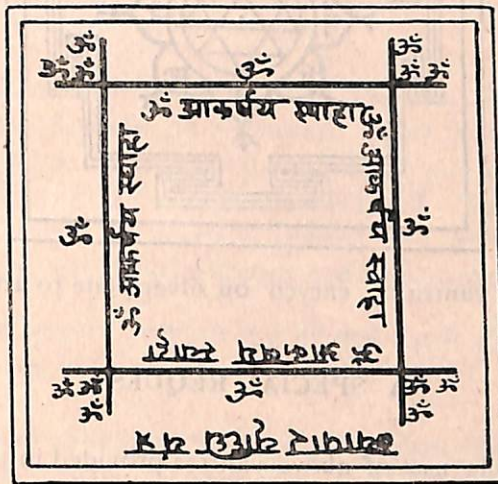 ॐ ॐ
ॐ ॐ ॐ ॐ ॐ
ॐ आकर्षय स्वाहा
ॐ आकर्षय स्वाहा
ॐ
ॐ आकर्षय स्वाहा
ॐ
ॐ आकर्षय स्वाहा
ॐ ॐ ॐ ॐ ॐ
ॐ ॐ
व्यापार वृद्धि यंत्र